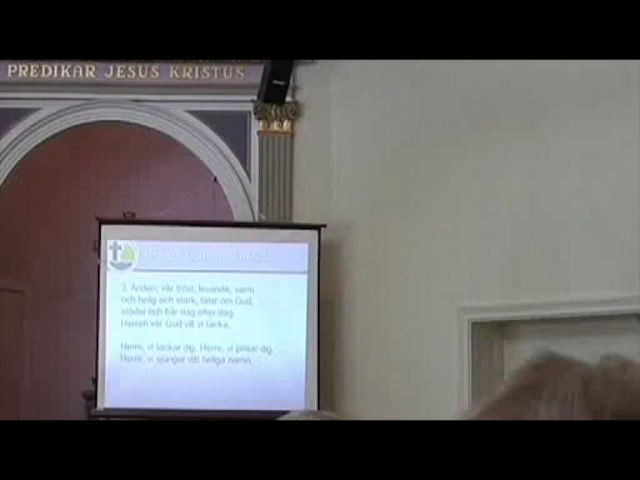 PREDIKAR JESUS KRISTUS
3. Anden, vår tröst, levande, varm
och helig och stark, talar om Gud,
stöder och bär dag efter dag.
Herren vår Gud vill vi tacka.
Herre, vi tackar dig. Herre, vi prisar dig.
Herre, vi sjunger ditt heliga namn.